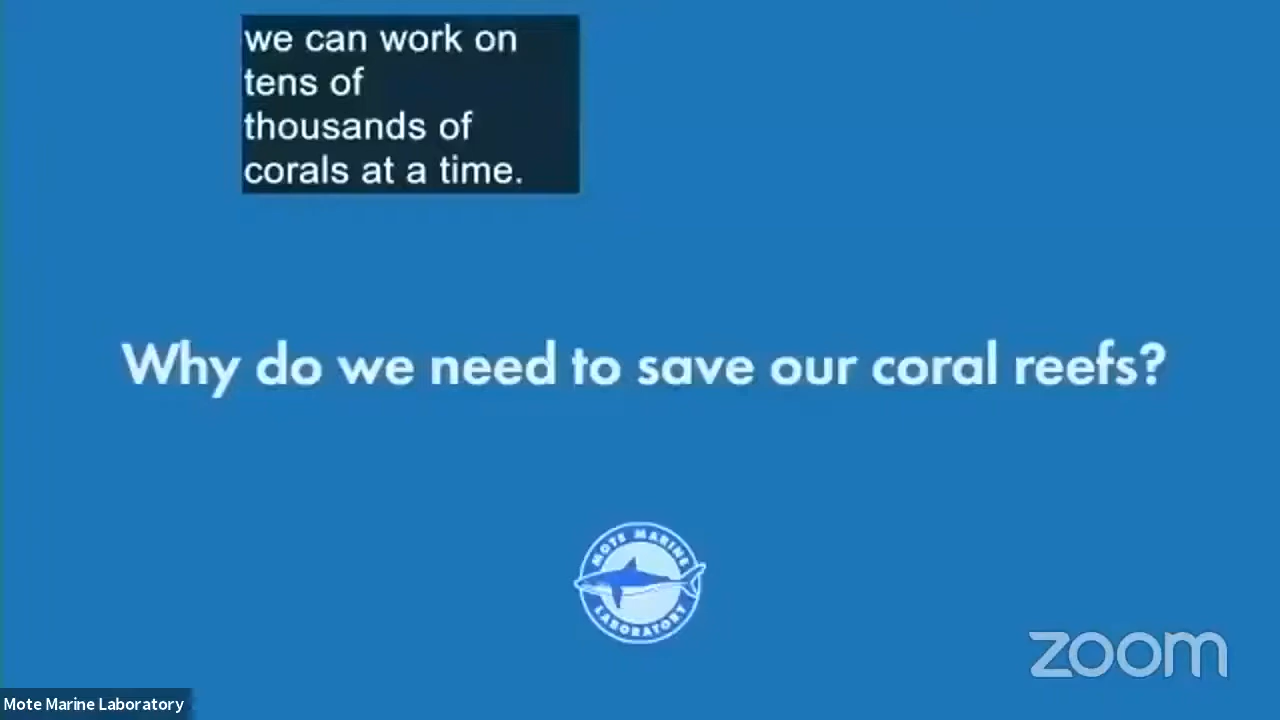 we can work on
tens of
thousands of
corals at a time.
Why do we need to save our coral reefs?
MOTE MARINE
LABORATORY
zoom
Mote Marine Laboratory